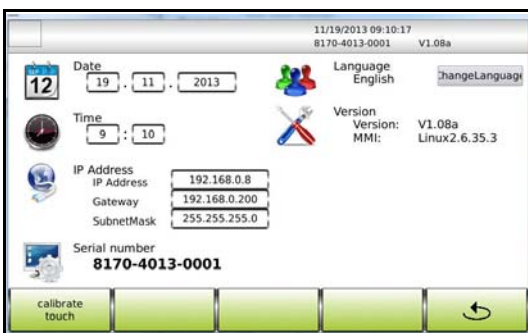 11/19/2013 09:10:17
8170-4013-0001 V1.08a
SEP
12
Date
19 . 11 . 2013
Time
9 : 10
IP Address
IP Address 192.168.0.8
Gateway 192.168.0.200
SubnetMask 255.255.255.0
Serial number
8170-4013-0001
Language
English
ChangeLanguage
Version
Version: V1.08a
MMI: Linux2.6.35.3
calibrate
touch